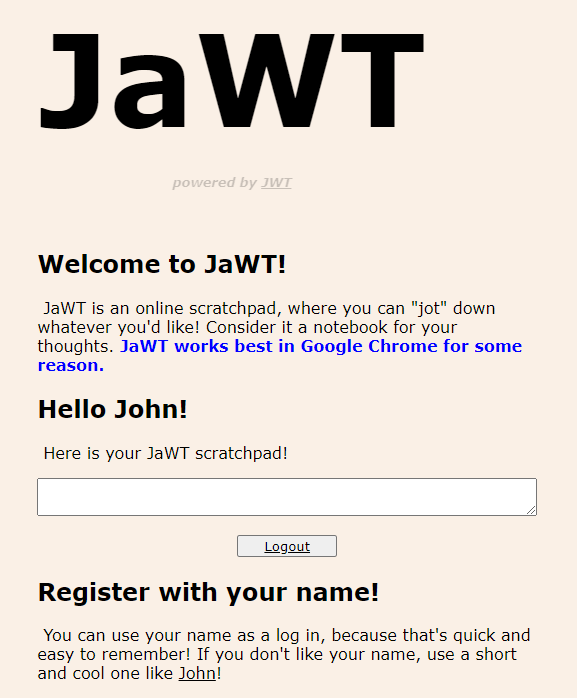 JaWT
powered by JWT
Welcome to JaWT!
JaWT is an online scratchpad, where you can "jot" down
whatever you'd like! Consider it a notebook for your
thoughts. JaWT works best in Google Chrome for some
reason.
Hello John!
Here is your JaWT scratchpad!
Logout
Register with your name!
You can use your name as a log in, because that's quick and
easy to remember! If you don't like your name, use a short
and cool one like John!